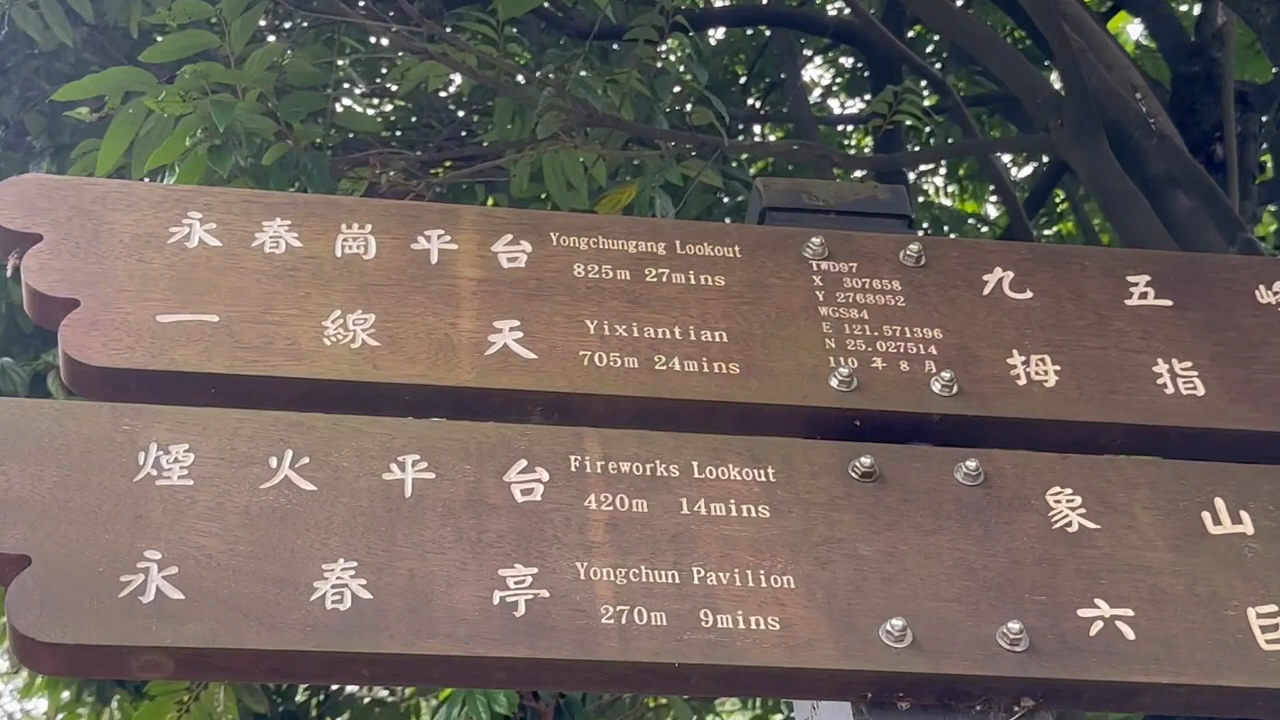 永春崗平台 Yongchungang Lookout
825m 27mins
一線天 Yixiantian
705m 24mins
TWD97
X 307658
Y 2768952
WGS84
E 121.571396
N 25.027514
110 年 8 月
九五
拇指
煙火平台 Fireworks Lookout
420m 14mins
永春亭 Yongchun Pavilion
270m 9mins
象山
六